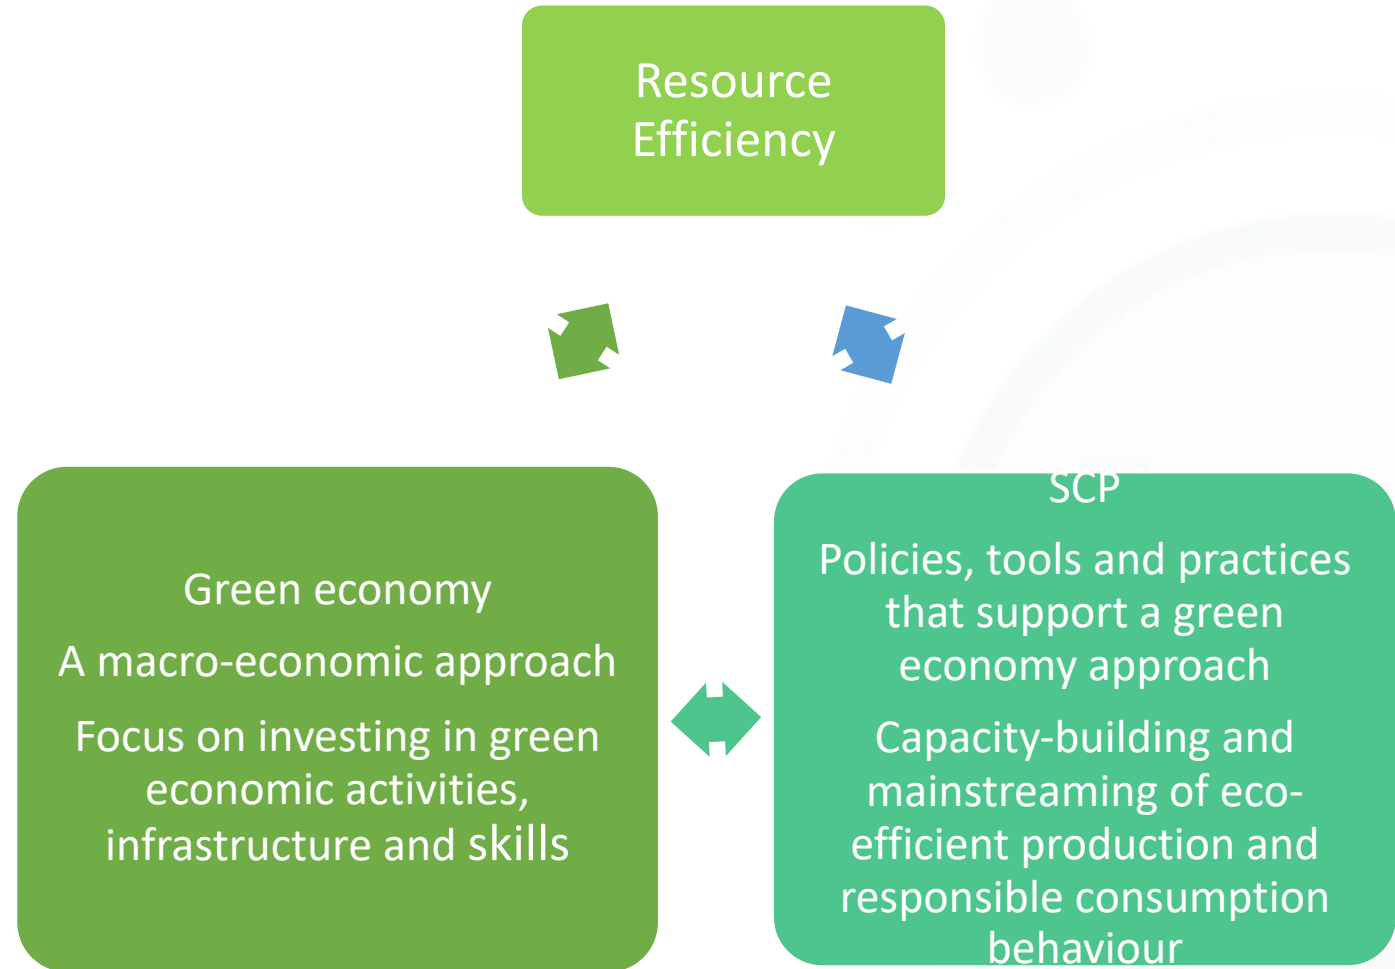 Resource
Efficiency
Green economy
A macro-economic approach
Focus on investing in green
economic activities,
infrastructure and skills
SCP
Policies, tools and practices
that support a green
economy approach
Capacity-building and
mainstreaming of eco-
efficient production and
responsible consumption
behaviour